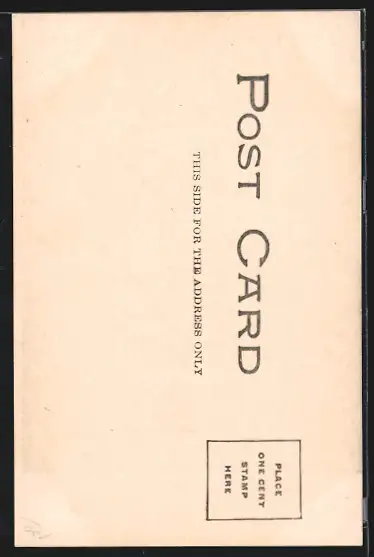 POST CARD
THIS SIDE FOR THE ADDRESS ONLY
PLACE
ONE CENT
STAMP
HERE